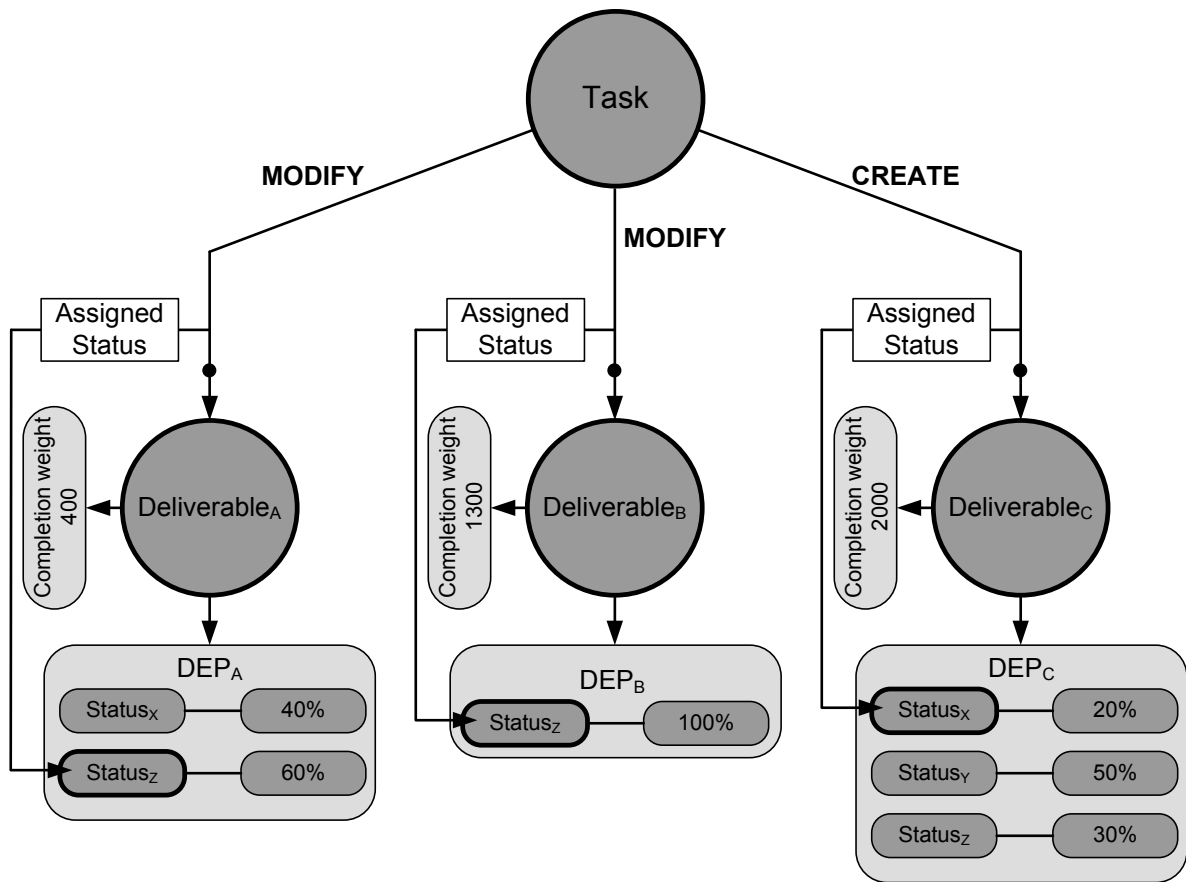 Task
MODIFY
CREATE
MODIFY
Assigned
Status
Assigned
Status
Assigned
Status
Completion weight
400
DeliverableA
Completion weight
1300
DeliverableB
Completion weight
2000
DeliverableC
DEPA
StatusX
40%
StatusZ
60%
DEPB
StatusZ
100%
DEPC
StatusX
20%
StatusY
50%
StatusZ
30%